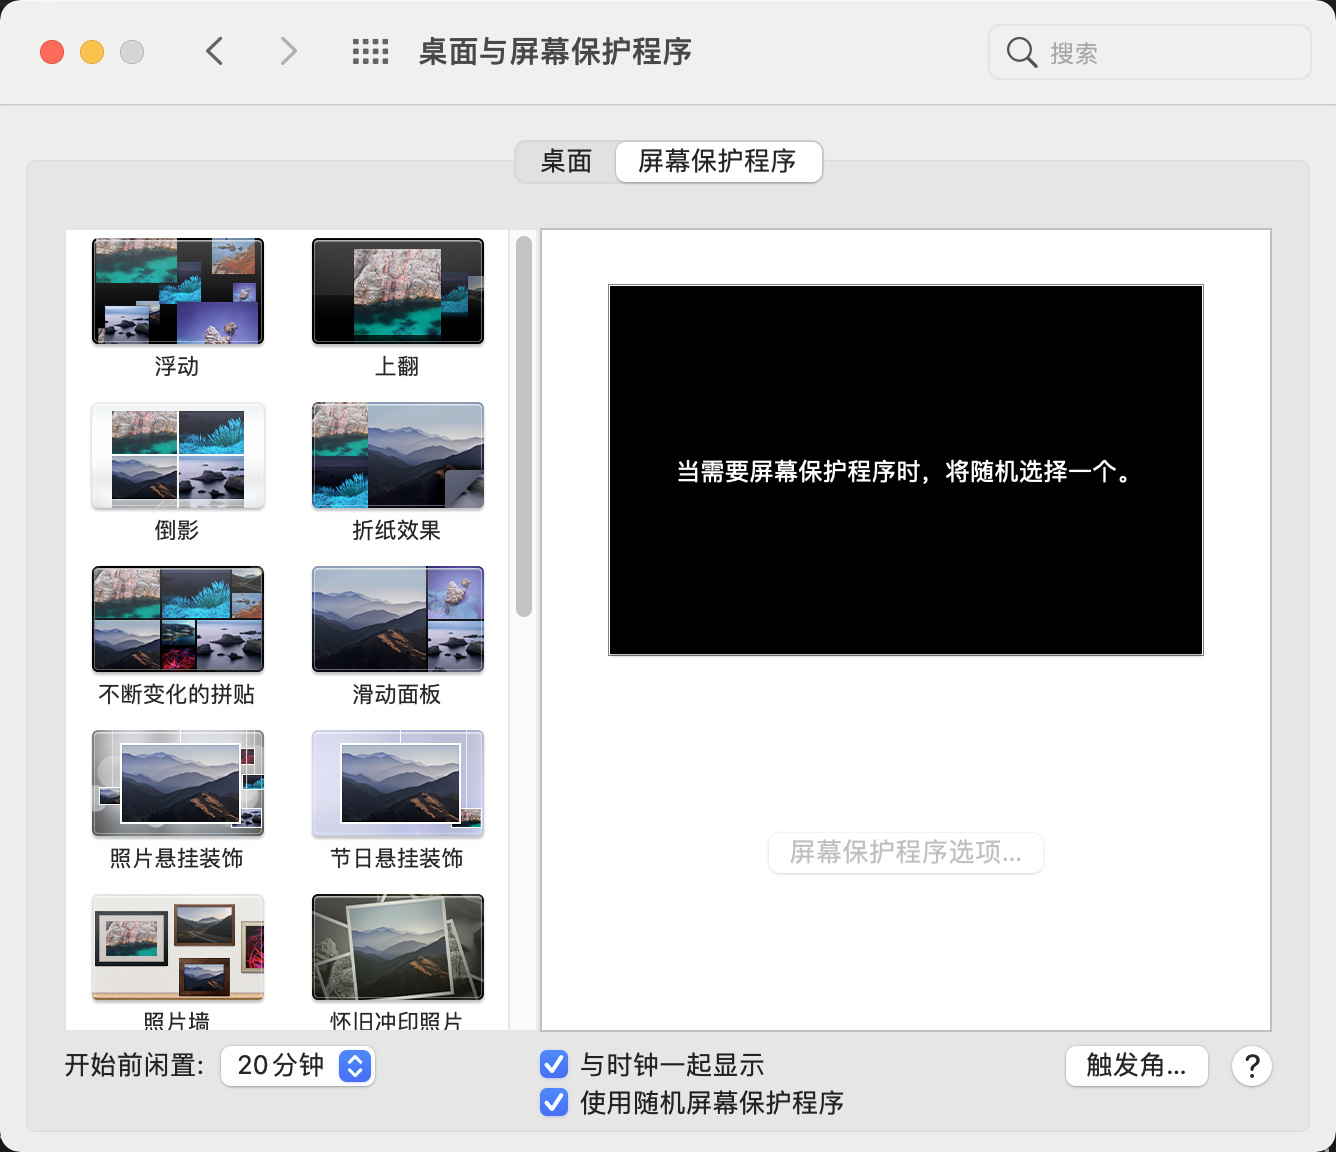 桌面与屏幕保护程序
搜索
桌面
屏幕保护程序
浮动
上翻
倒影
折纸效果
不断变化的拼贴
滑动面板
照片悬挂装饰
节日悬挂装饰
照片墙
怀旧冲印照片
当需要屏幕保护程序时，将随机选择一个。
屏幕保护程序选项...
开始前闲置:
20分钟
与时钟一起显示
使用随机屏幕保护程序
触发角...
?